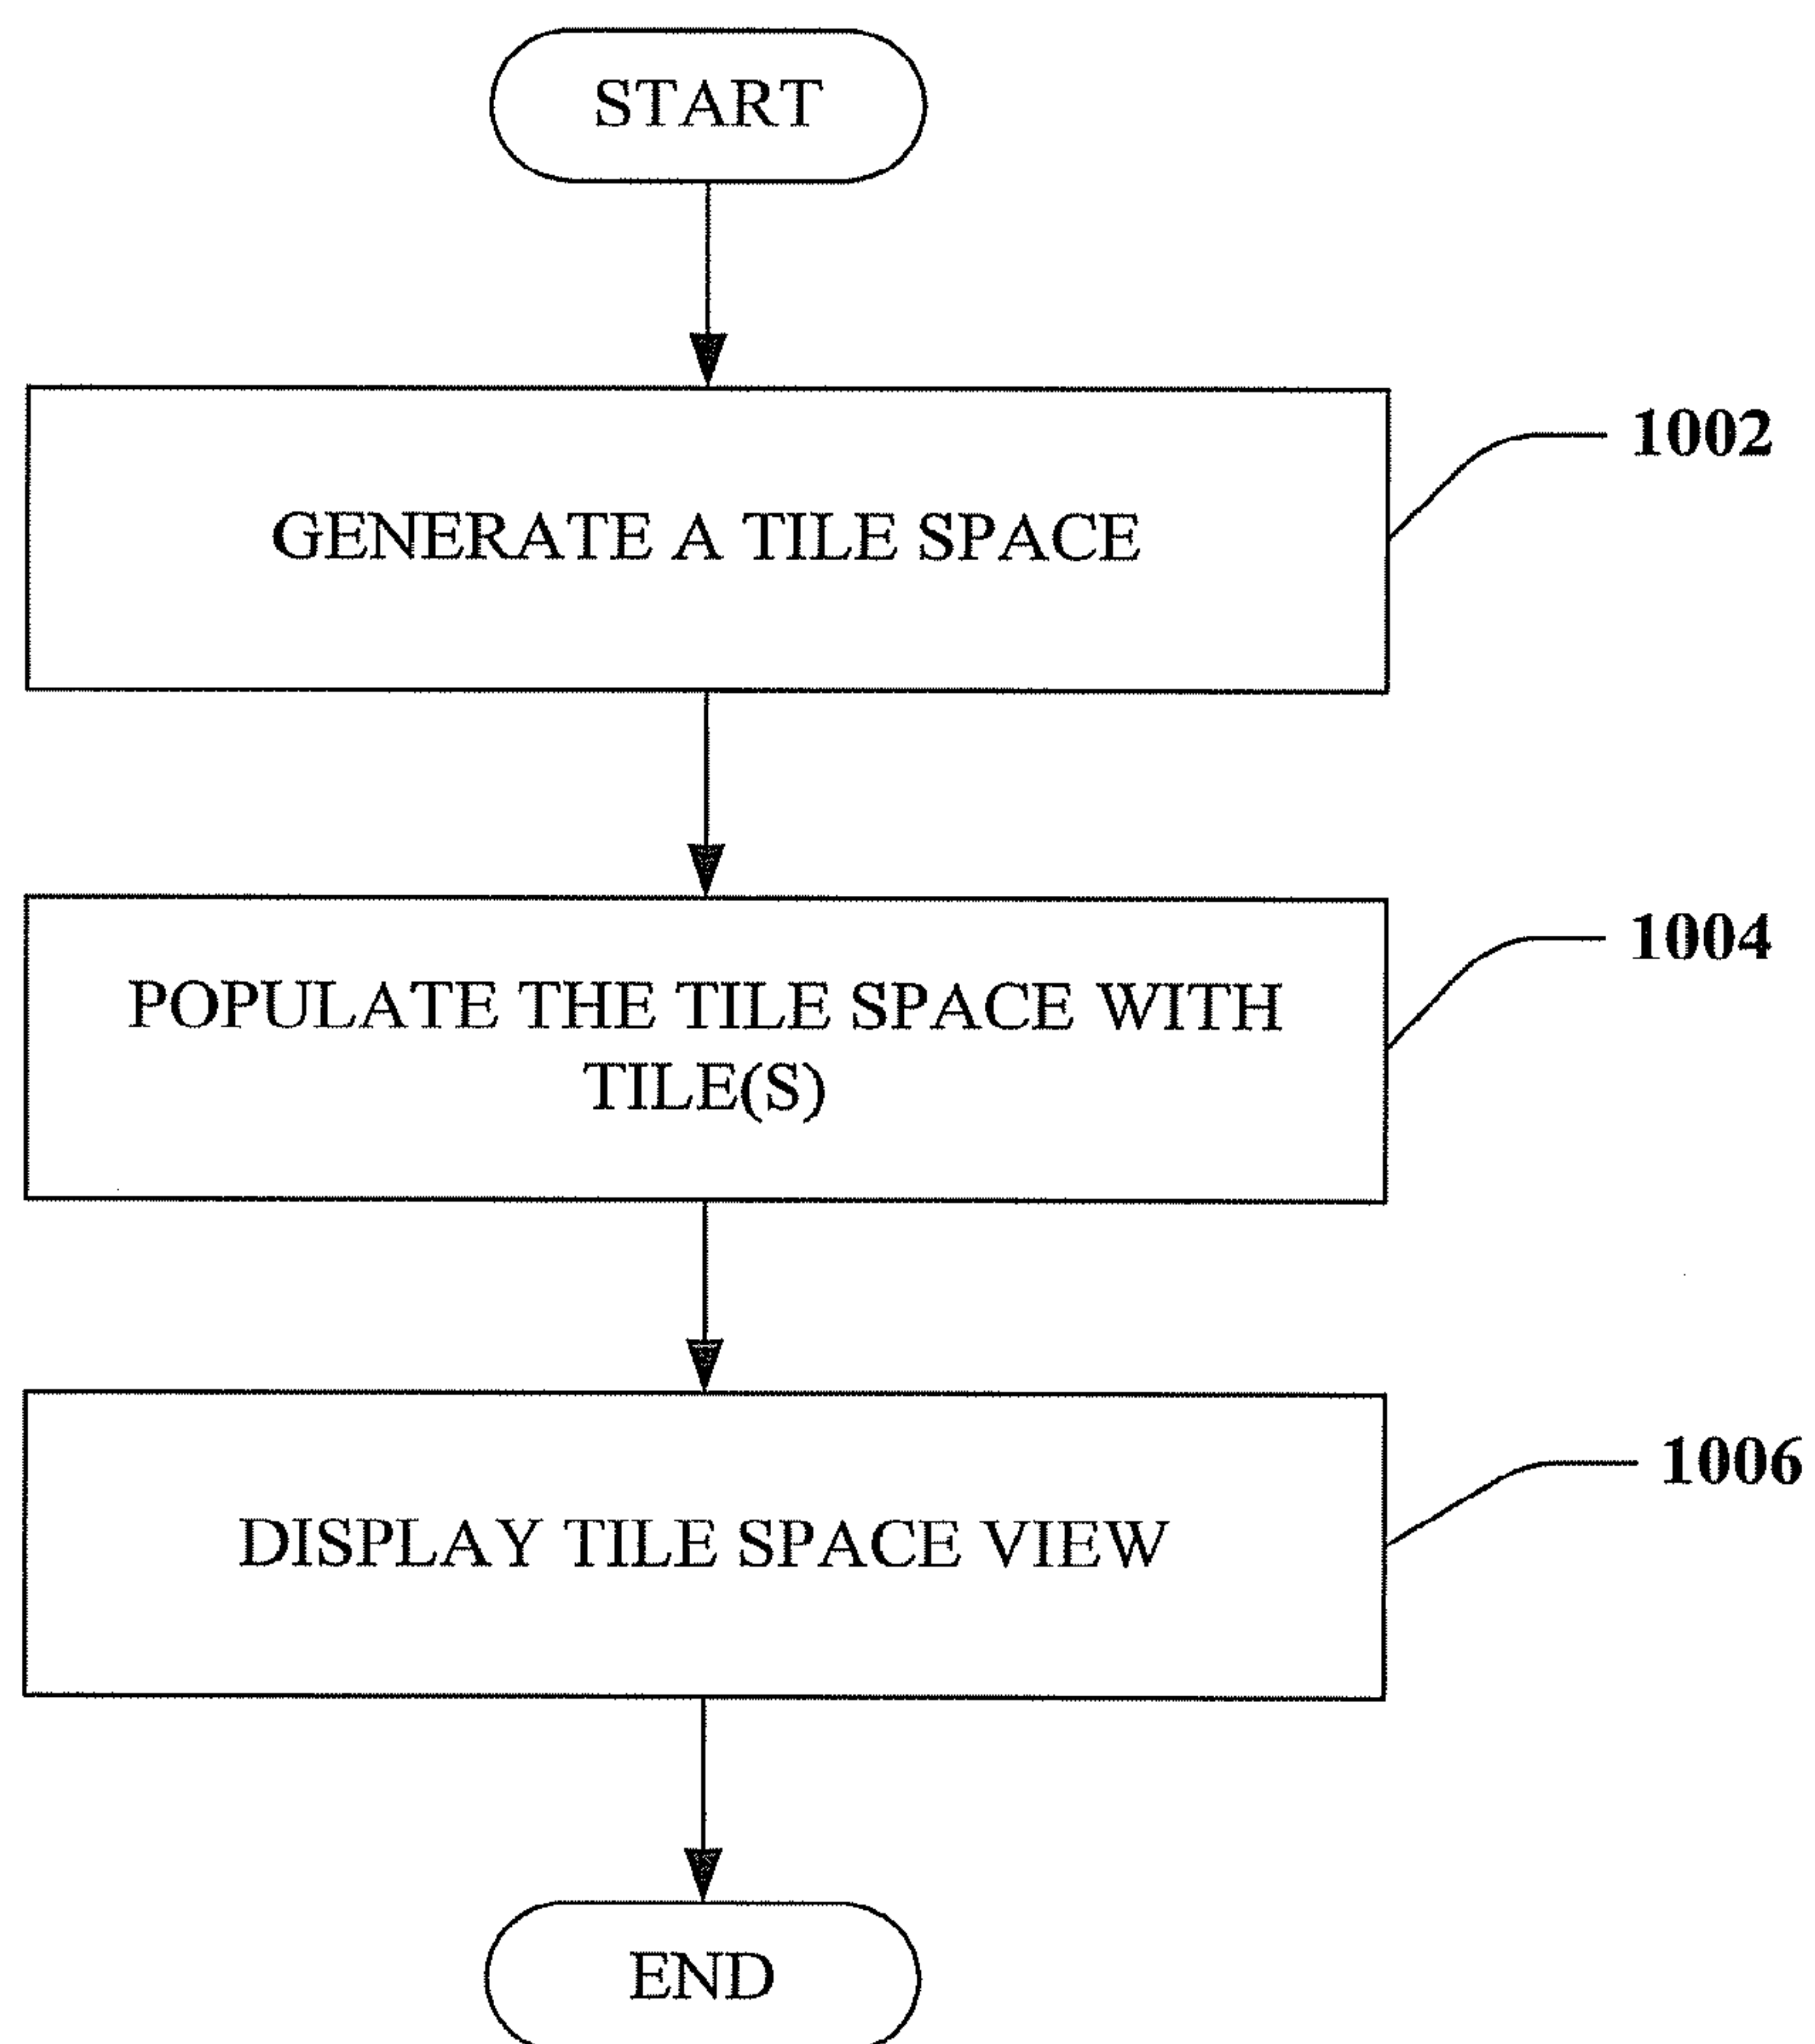 START
1002
GENERATE A TILE SPACE
1004
POPULATE THE TILE SPACE WITH
TILE(S)
1006
DISPLAY TILE SPACE VIEW
END